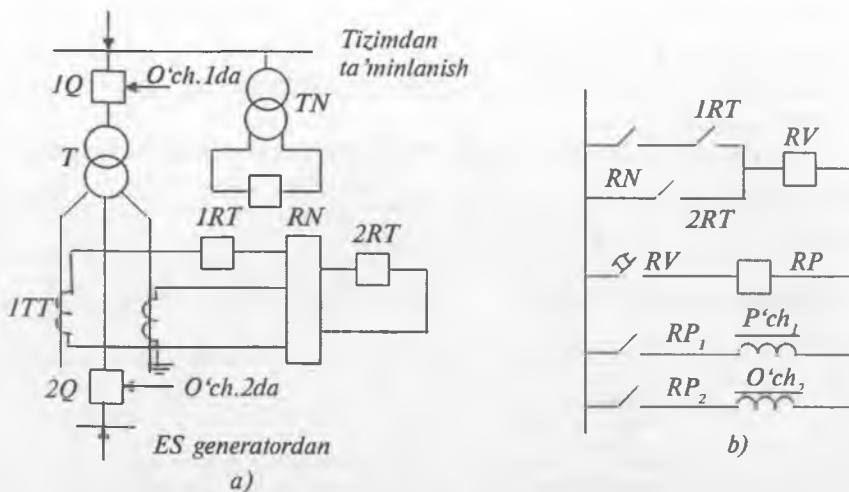 Tizimdan
ta'minlanish
1Q
O'ch.1da
TN
T
1RT
RN
2RT
1TT
2Q
O'ch.2da
ES generatordan
a)
1RT
RV
RN
2RT
RV
RP
RP₁
P'ch₁
RP₂
O'ch₂
b)